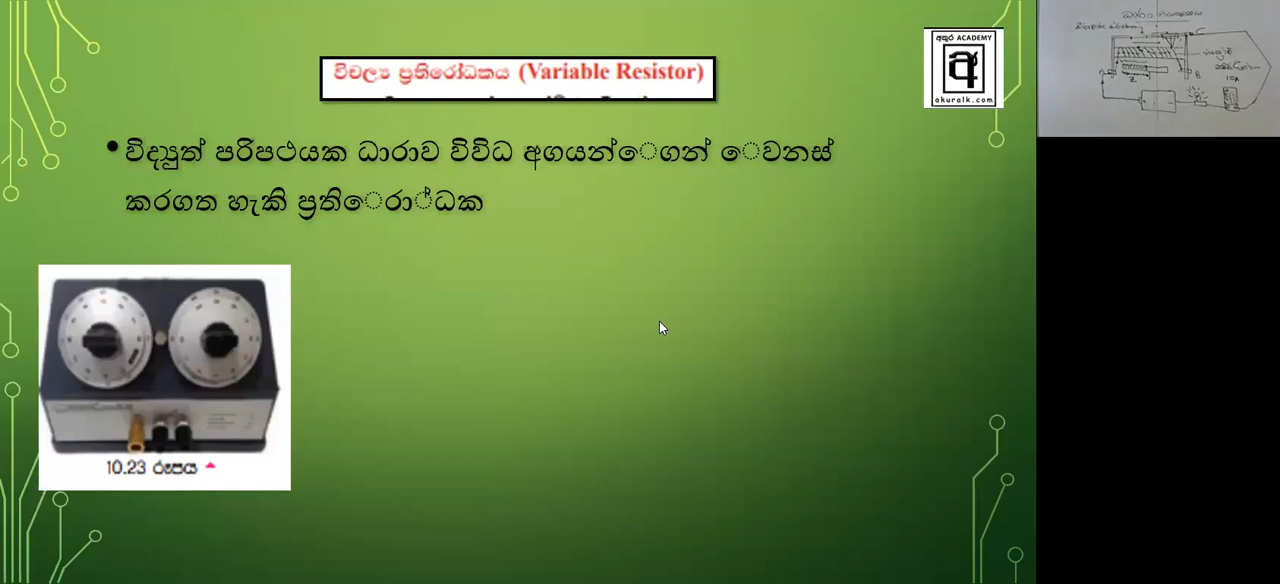 විචල්‍ය ප්‍රතිරෝධකය (Variable Resistor)
• විද්‍යුත් පරිපථයක ධාරාව විවිධ අගයන්ෙගන් ෙවනස්
කරගත හැකි ප්‍රතිෙරා්ධක
10.23 රූපය
අකුර ACADEMY
අ
akuralk.com
10A